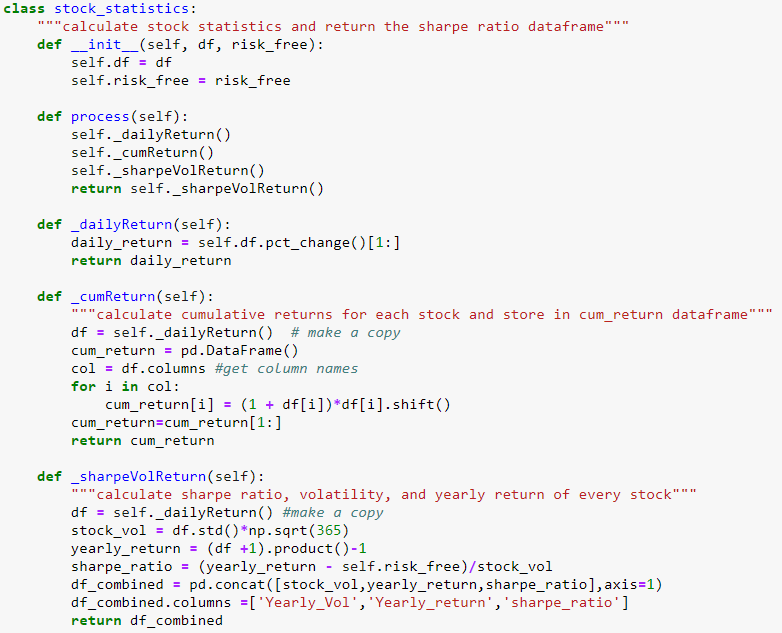 class stock_statistics:
    """calculate stock statistics and return the sharpe ratio dataframe"""
    def __init__(self, df, risk_free):
        self.df = df
        self.risk_free = risk_free

    def process(self):
        self._dailyReturn()
        self._cumReturn()
        self._sharpeVolReturn()
        return self._sharpeVolReturn()

    def _dailyReturn(self):
        daily_return = self.df.pct_change()[1:]
        return daily_return

    def _cumReturn(self):
        """calculate cumulative returns for each stock and store in cum_return dataframe"""
        df = self._dailyReturn()  # make a copy
        cum_return = pd.DataFrame()
        col = df.columns #get column names
        for i in col:
            cum_return[i] = (1 + df[i])*df[i].shift()
        cum_return=cum_return[1:]
        return cum_return

    def _sharpeVolReturn(self):
        """calculate sharpe ratio, volatility, and yearly return of every stock"""
        df = self._dailyReturn() #make a copy
        stock_vol = df.std()*np.sqrt(365)
        yearly_return = (df +1).product()-1
        sharpe_ratio = (yearly_return - self.risk_free)/stock_vol
        df_combined = pd.concat([stock_vol,yearly_return,sharpe_ratio],axis=1)
        df_combined.columns =['Yearly_Vol','Yearly_return','sharpe_ratio']
        return df_combined